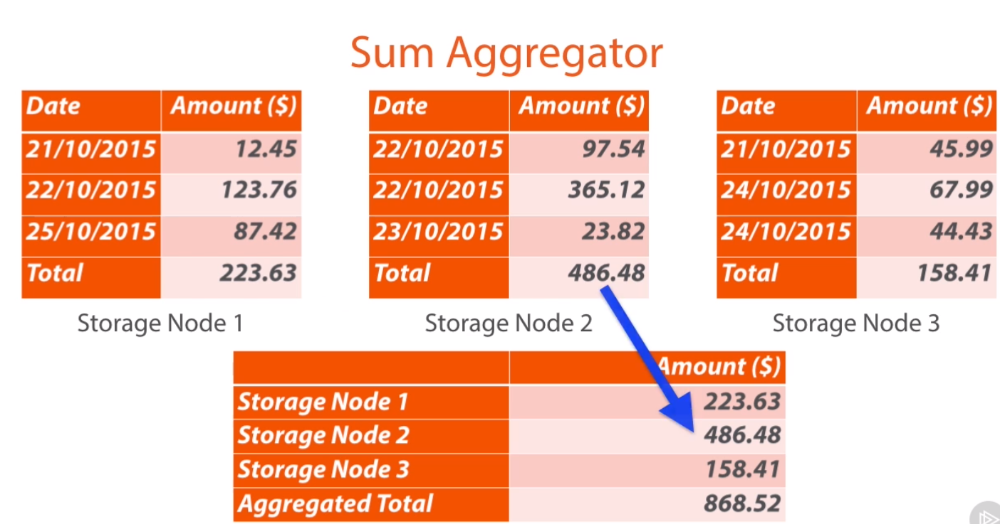 Sum Aggregator
Date Amount ($)
21/10/2015 12.45
22/10/2015 123.76
25/10/2015 87.42
Total 223.63
Storage Node 1
Date Amount ($)
22/10/2015 97.54
22/10/2015 365.12
23/10/2015 23.82
Total 486.48
Storage Node 2
Date Amount ($)
21/10/2015 45.99
24/10/2015 67.99
24/10/2015 44.43
Total 158.41
Storage Node 3
Amount ($)
Storage Node 1 223.63
Storage Node 2 486.48
Storage Node 3 158.41
Aggregated Total 868.52